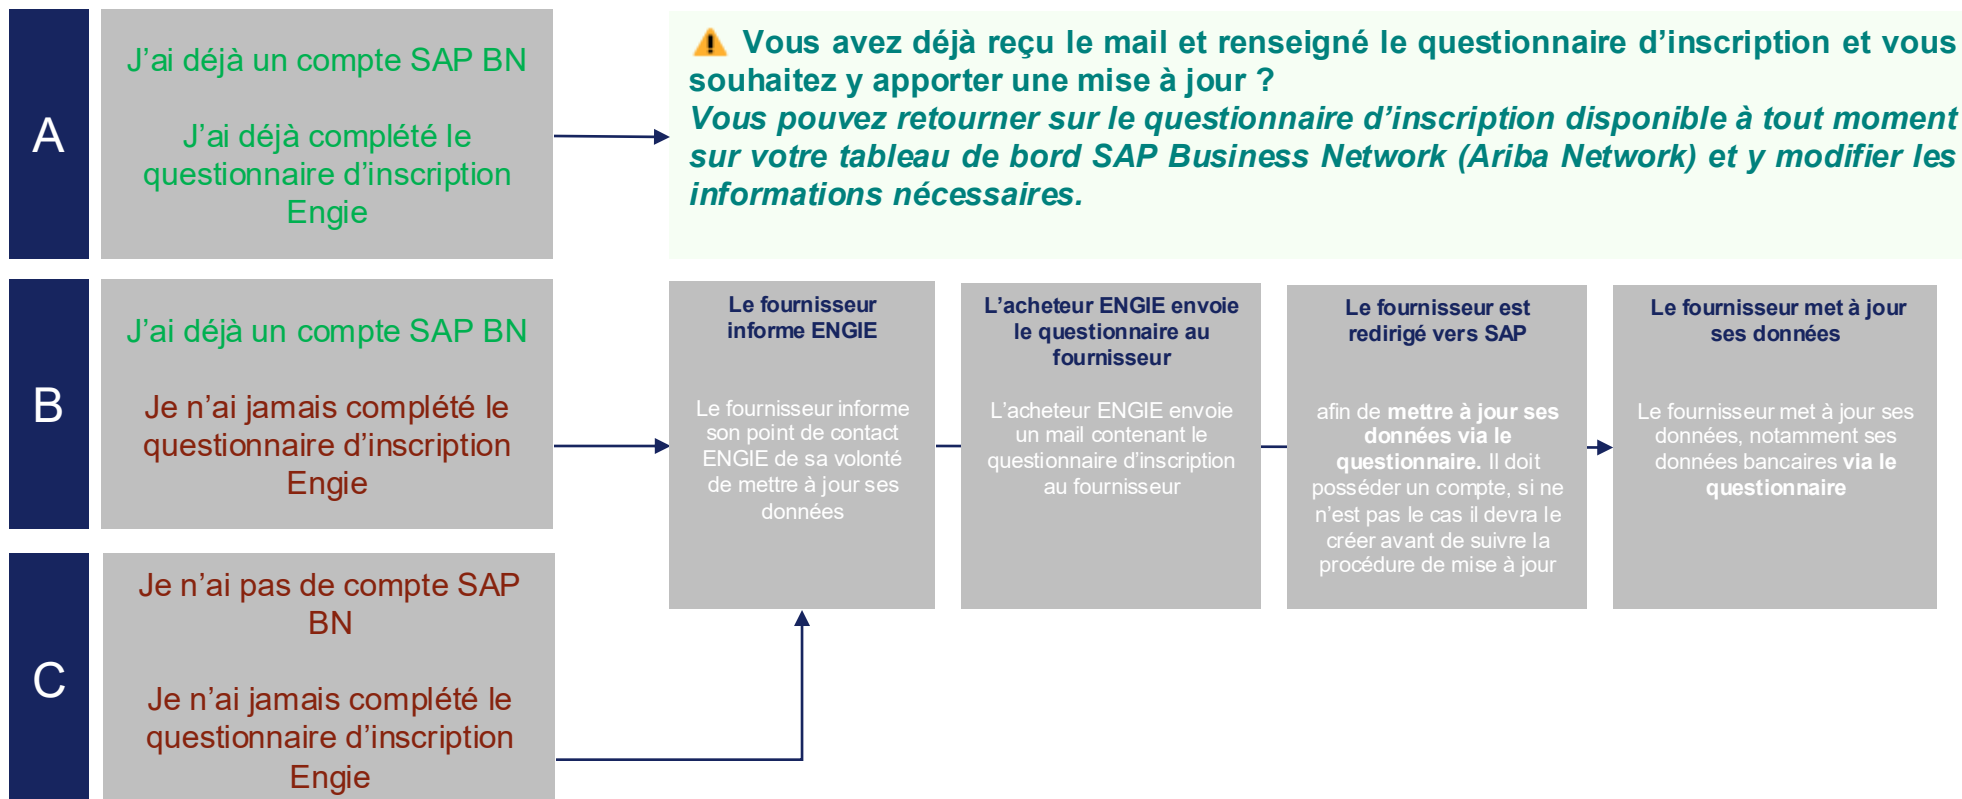 A
J’ai déjà un compte SAP BN
J’ai déjà complété le
questionnaire d’inscription
Engie
Vous avez déjà reçu le mail et renseigné le questionnaire d’inscription et vous
souhaitez y apporter une mise à jour ?
Vous pouvez retourner sur le questionnaire d’inscription disponible à tout moment
sur votre tableau de bord SAP Business Network (Ariba Network) et y modifier les
informations nécessaires.
B
J’ai déjà un compte SAP BN
Je n’ai jamais complété le
questionnaire d’inscription
Engie
Le fournisseur
informe ENGIE
Le fournisseur informe
son point de contact
ENGIE de sa volonté
de mettre à jour ses
données
L’acheteur ENGIE envoie
le questionnaire au
fournisseur
L’acheteur ENGIE envoie
un mail contenant le
questionnaire d’inscription
au fournisseur
Le fournisseur est
redirigé vers SAP
afin de mettre à jour ses
données via le
questionnaire. Il doit
posséder un compte, si ne
n’est pas le cas il devra le
créer avant de suivre la
procédure de mise à jour
Le fournisseur met à jour
ses données
Le fournisseur met à jour ses
données, notamment ses
données bancaires via le
questionnaire
C
Je n’ai pas de compte SAP
BN
Je n’ai jamais complété le
questionnaire d’inscription
Engie